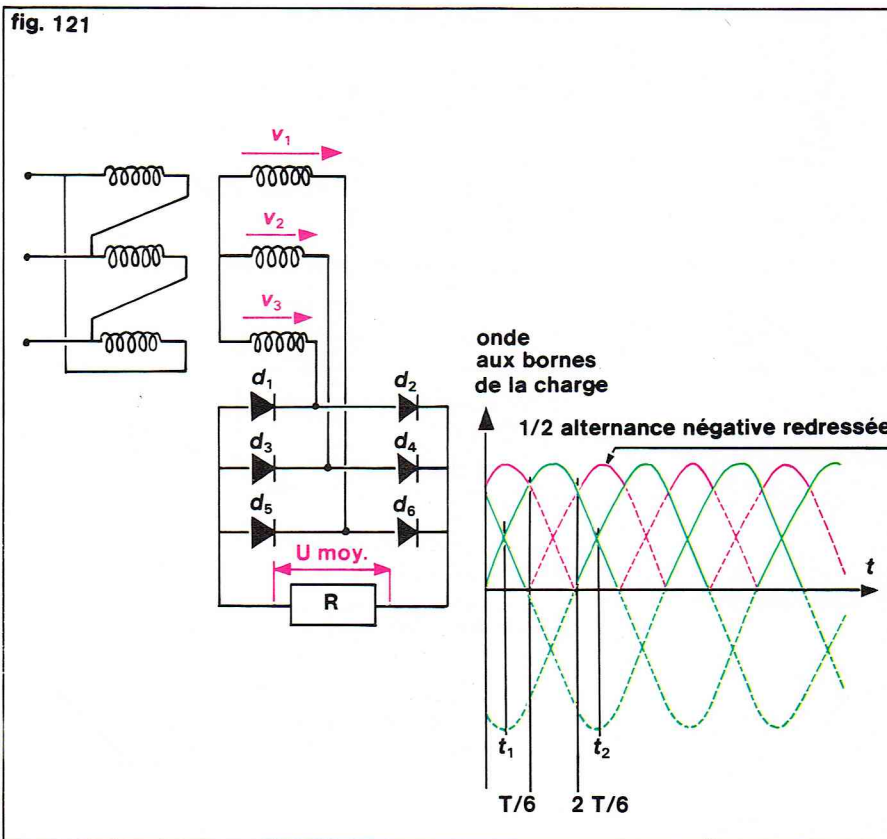 fig. 121
v₁
v₂
v₃
d₁
d₂
d₃
d₄
d₅
d₆
U moy.
R
onde
aux bornes
de la charge
1/2 alternance négative redressée
t
t₁
t₂
T/6
2 T/6